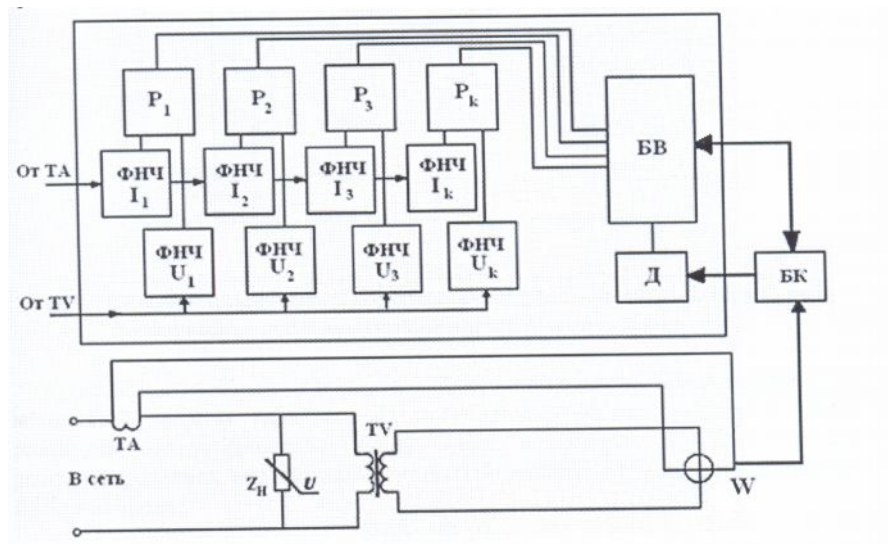 P1
P2
P3
Pk
БВ
От ТА
ФНЧ
I1
ФНЧ
I2
ФНЧ
I3
ФНЧ
Ik
ФНЧ
U1
ФНЧ
U2
ФНЧ
U3
ФНЧ
Uk
Д
БК
От TV
ТА
TV
В сеть
ZН
U
W